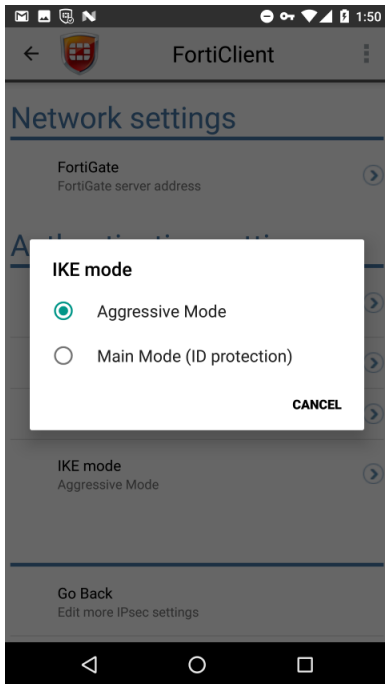 1:50
FortiClient
Network settings
FortiGate
FortiGate server address
IKE mode
Aggressive Mode
Main Mode (ID protection)
CANCEL
IKE mode
Aggressive Mode
Go Back
Edit more IPsec settings